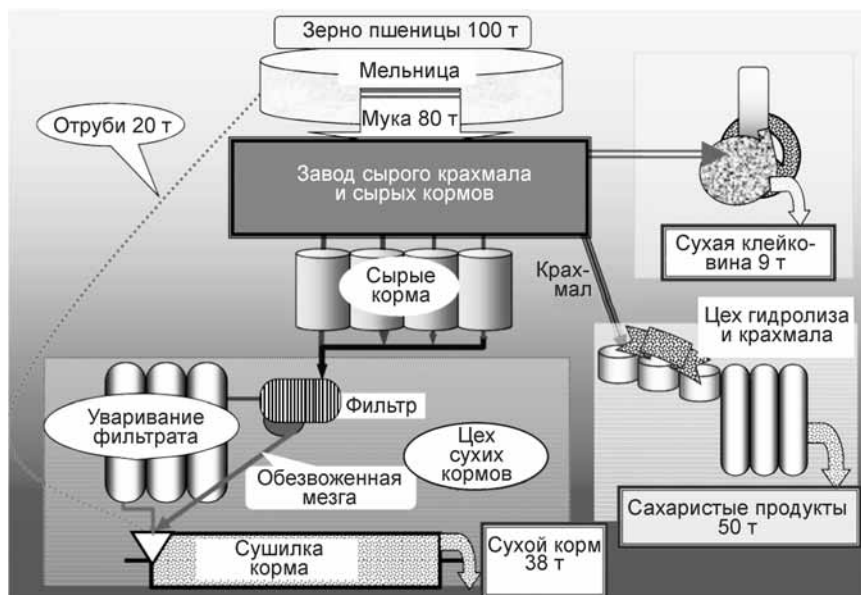 Зерно пшеницы 100 т
Мельница
Мука 80 т
Отруби 20 т
Завод сырого крахмала
и сырых кормов
Сухая клейко-
вина 9 т
Сырые
корма
Крах-
мал
Цех гидролиза
и крахмала
Уваривание
фильтрата
Фильтр
Цех
сухих
кормов
Обезвоженная
мезга
Сахаристые продукты
50 т
Сушилка
корма
Сухой корм
38 т